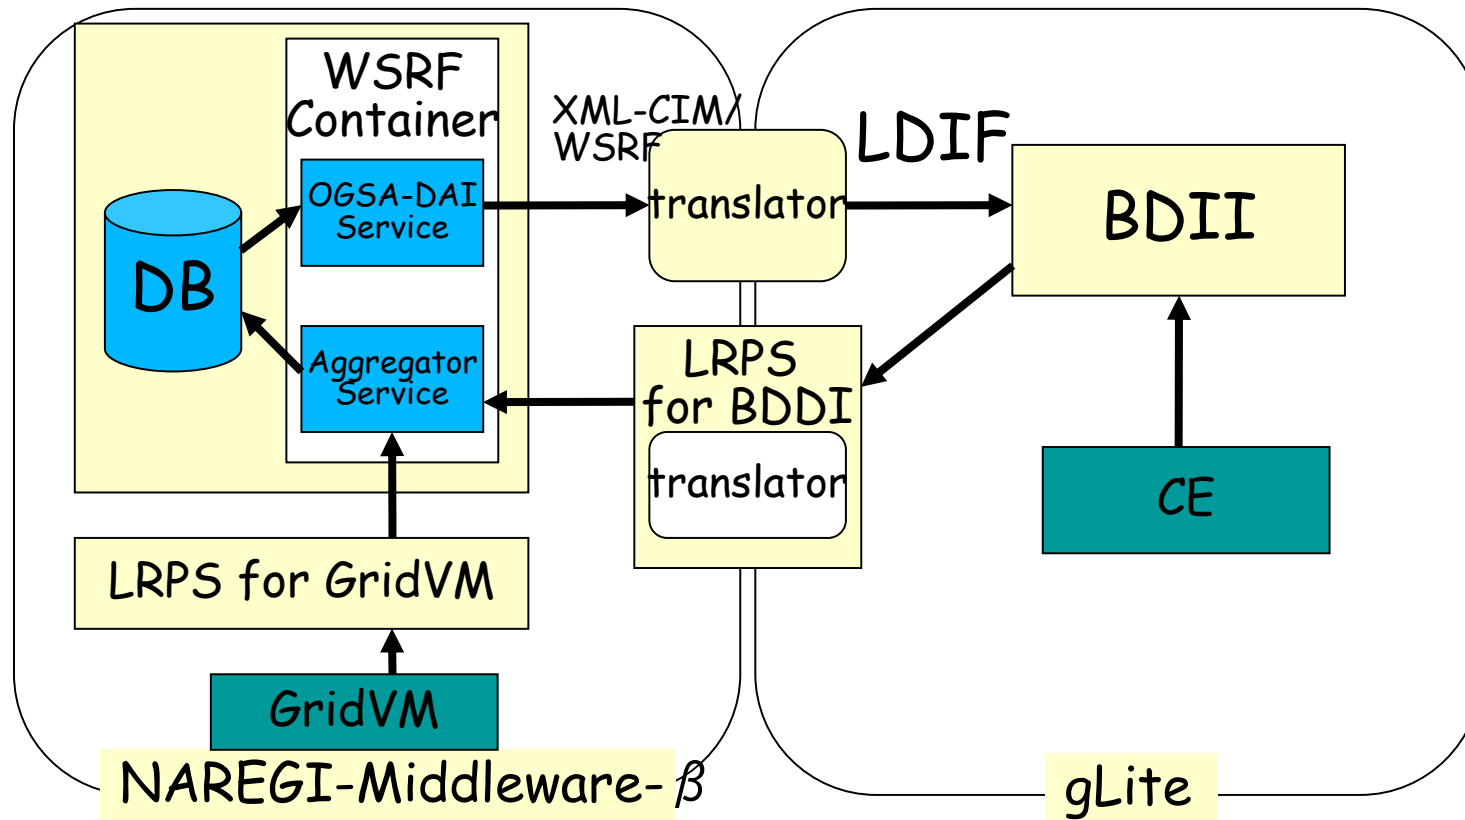 WSRF
Container
XML-CIM/
WSRF
LDIF
OGSA-DAI
Service
translator
BDII
DB
Aggregator
Service
LRPS
for BDDI
translator
CE
LRPS for GridVM
GridVM
NAREGI-Middleware-β
gLite